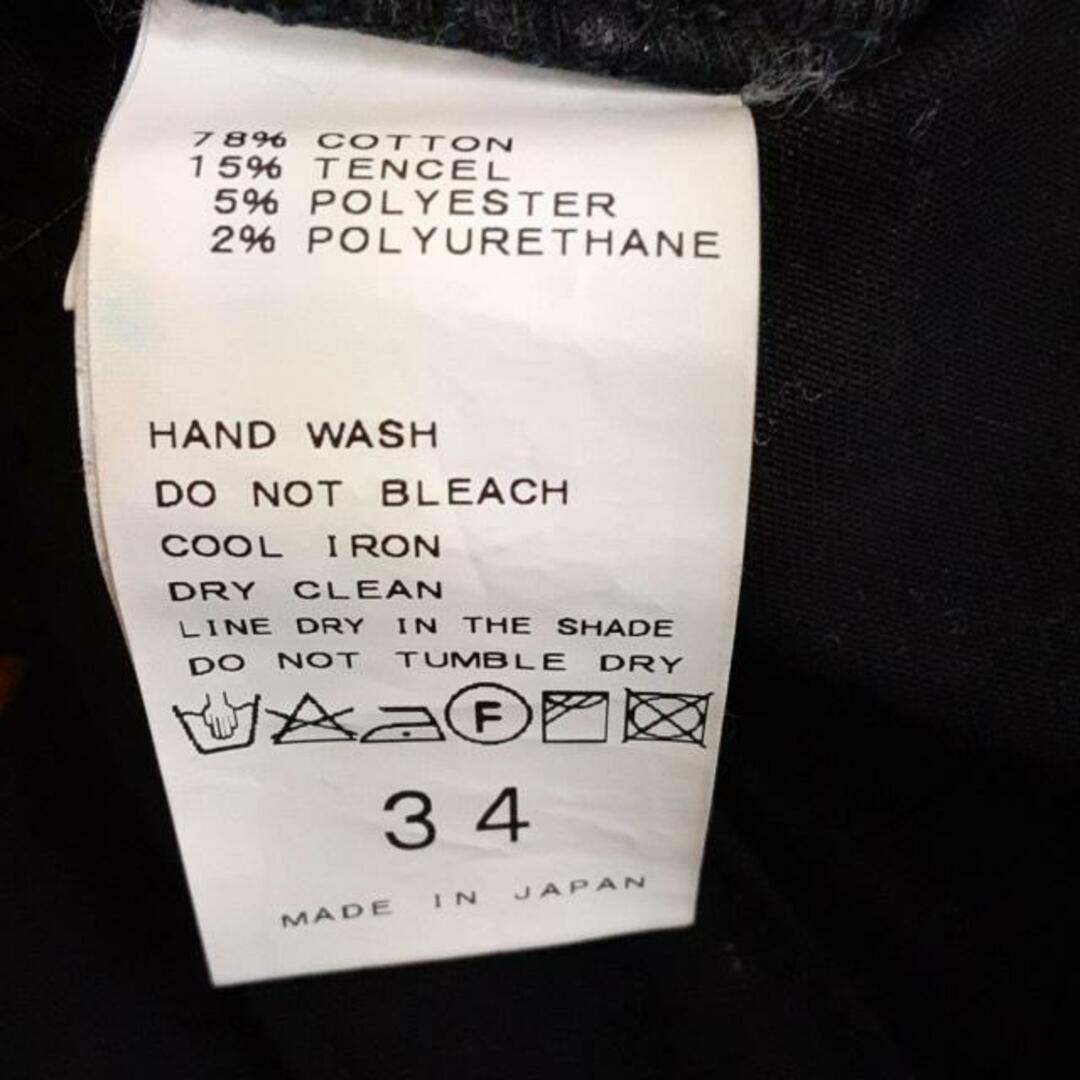 78% COTTON
15% TENCEL
5% POLYESTER
2% POLYURETHANE
HAND WASH
DO NOT BLEACH
COOL IRON
DRY CLEAN
LINE DRY IN THE SHADE
DO NOT TUMBLE DRY
F
34
MADE IN JAPAN